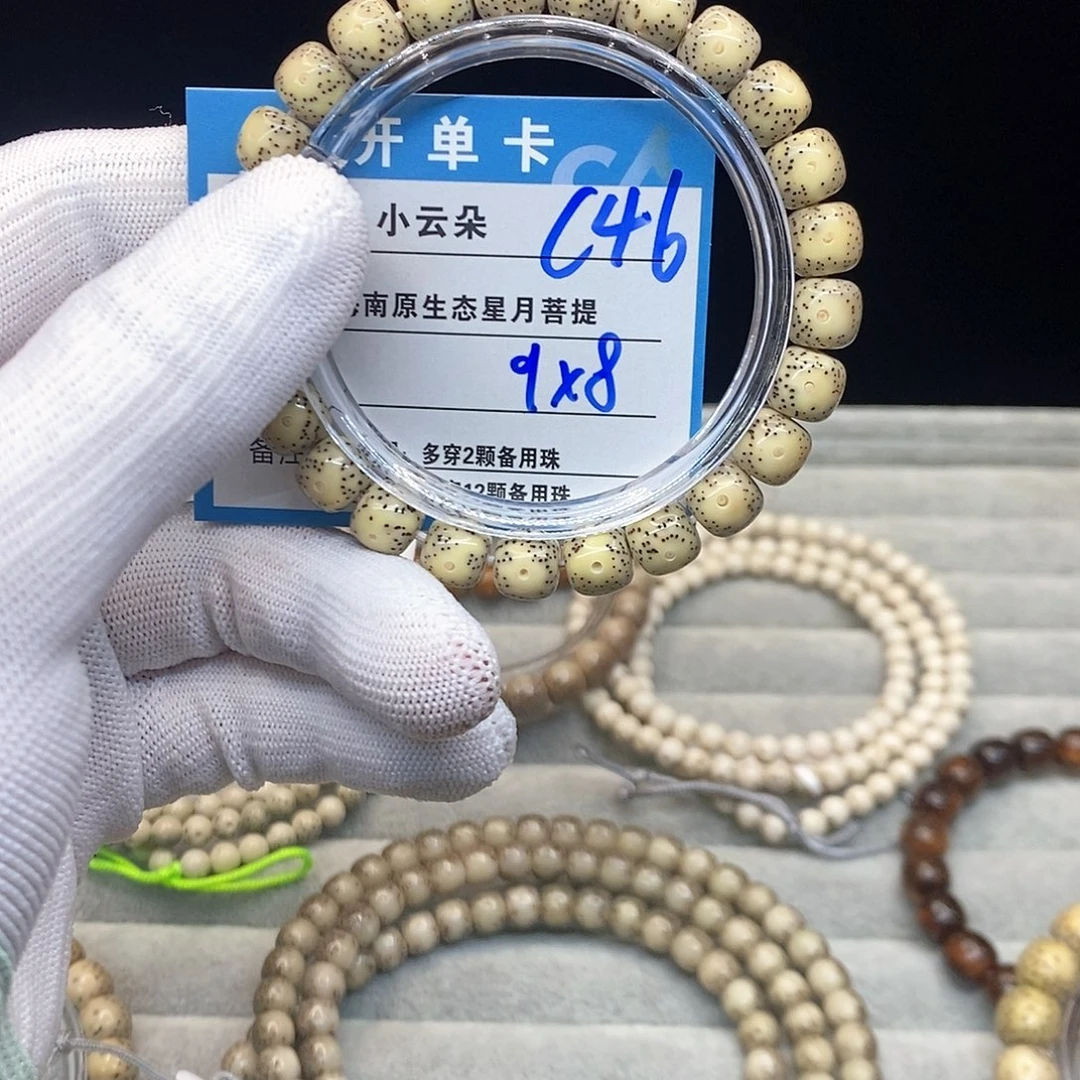 开单卡
小云朵
C46
南原生态星月菩提
9x8
备注
多穿2颗备用珠
12颗备用珠